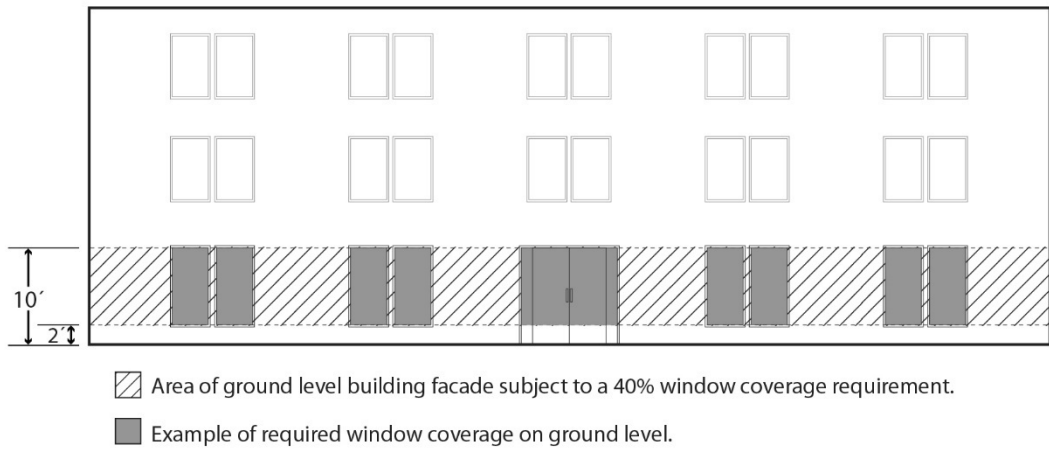 10´
2´
Area of ground level building facade subject to a 40% window coverage requirement.
Example of required window coverage on ground level.